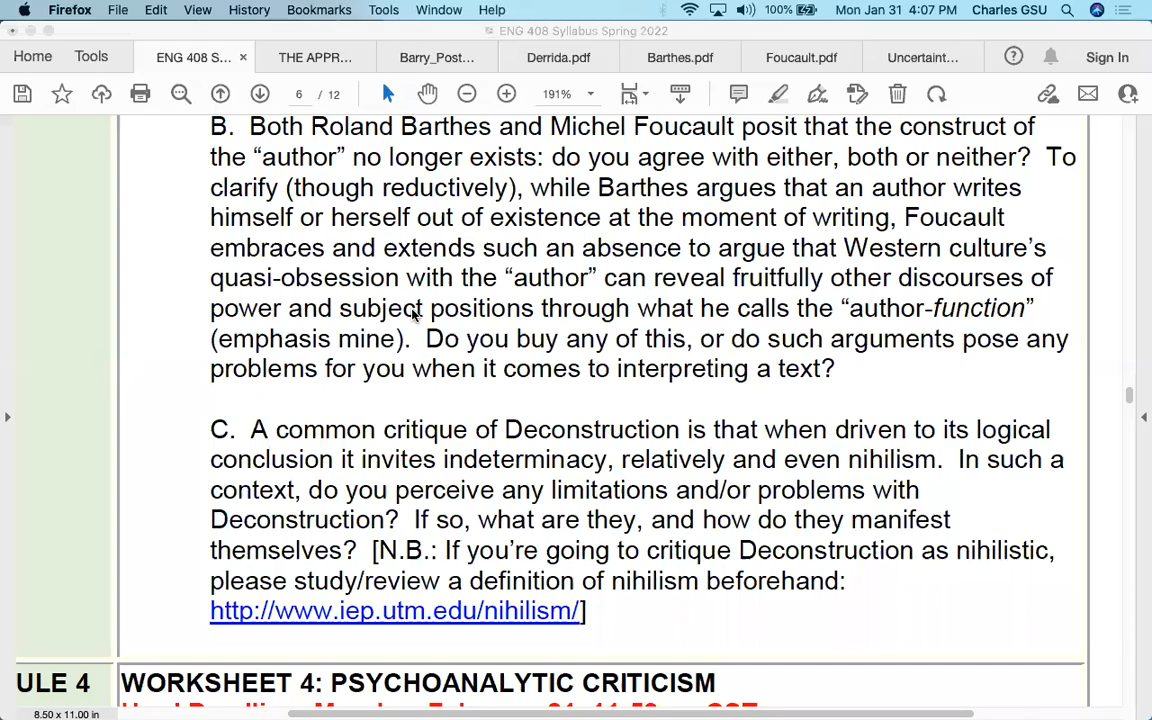 Firefox File Edit View History Bookmarks Tools Window Help 100% Mon Jan 31 4:07 PM Charles GSU
ENG 408 Syllabus Spring 2022
Home Tools ENG 408 S... × THE APPR... Barry_Post... Derrida.pdf Barthes.pdf Foucault.pdf Uncertaint... Sign In
6 / 12 191%
B. Both Roland Barthes and Michel Foucault posit that the construct of
the “author” no longer exists: do you agree with either, both or neither? To
clarify (though reductively), while Barthes argues that an author writes
himself or herself out of existence at the moment of writing, Foucault
embraces and extends such an absence to argue that Western culture’s
quasi-obsession with the “author” can reveal fruitfully other discourses of
power and subject positions through what he calls the “author-function”
(emphasis mine). Do you buy any of this, or do such arguments pose any
problems for you when it comes to interpreting a text?
C. A common critique of Deconstruction is that when driven to its logical
conclusion it invites indeterminacy, relatively and even nihilism. In such a
context, do you perceive any limitations and/or problems with
Deconstruction? If so, what are they, and how do they manifest
themselves? [N.B.: If you’re going to critique Deconstruction as nihilistic,
please study/review a definition of nihilism beforehand:
http://www.iep.utm.edu/nihilism/]
ULE 4 WORKSHEET 4: PSYCHOANALYTIC CRITICISM
8.50 x 11.00 in